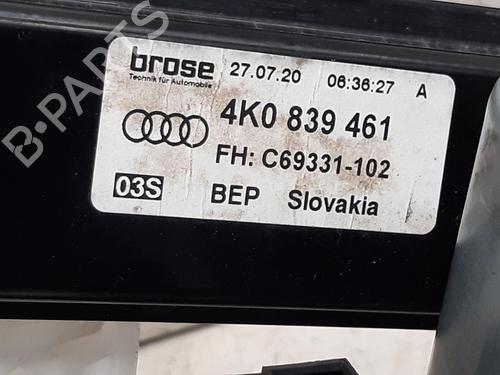 brose 27.07.20 06:36:27 A
Technik für Automobile
4K0 839 461
FH: C69331-102
03S BEP Slovakia
B-PARTS